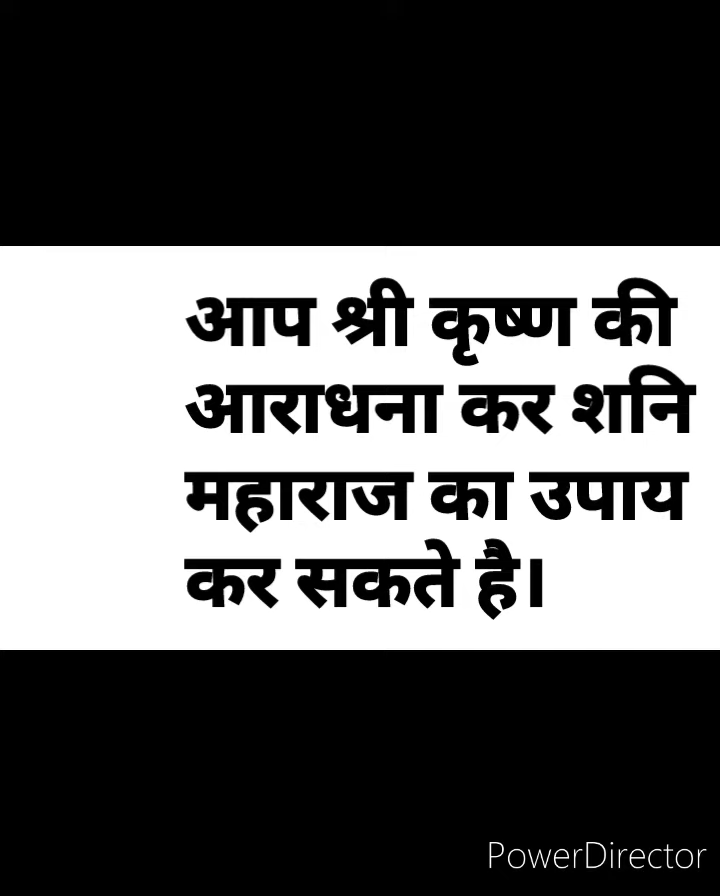 आप श्री कृष्ण की
आराधना कर शनि
महाराज का उपाय
कर सकते है।
PowerDirector